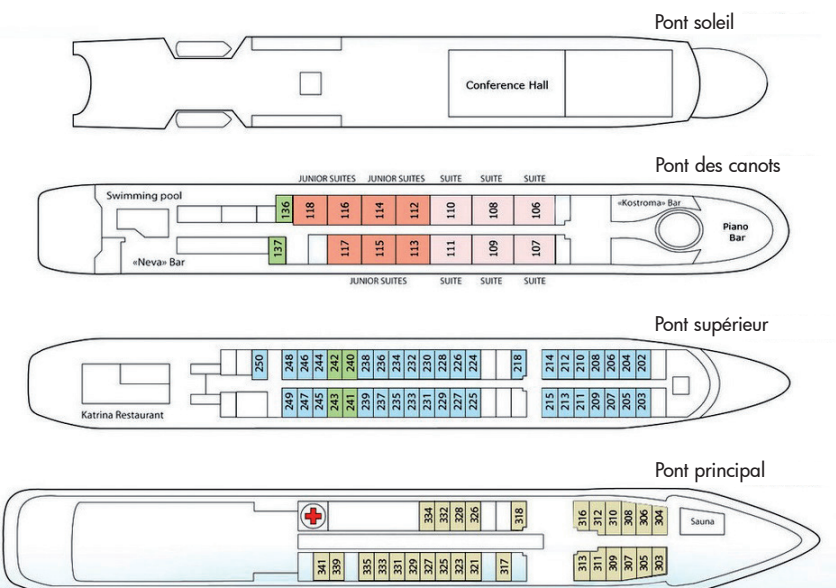 Pont soleil
Conference Hall
Pont des canots
JUNIOR SUITES JUNIOR SUITES SUITE SUITE SUITE
Swimming pool
136 118 116 114 112 110 108 106
«Kostroma» Bar
Piano
Bar
137 117 115 113 111 109 107
«Neva» Bar
JUNIOR SUITES SUITE SUITE SUITE
Pont supérieur
250 248 246 244 242 240 238 236 234 232 230 228 226 224 218 214 212 210 208 206 204 202
249 247 245 243 241 239 237 235 233 231 229 227 225 215 213 211 209 207 205 203
Katrina Restaurant
Pont principal
334 332 328 326 318 316 312 310 308 306 304
Sauna
341 339 335 333 331 329 327 325 323 321 317 313 311 309 307 305 303